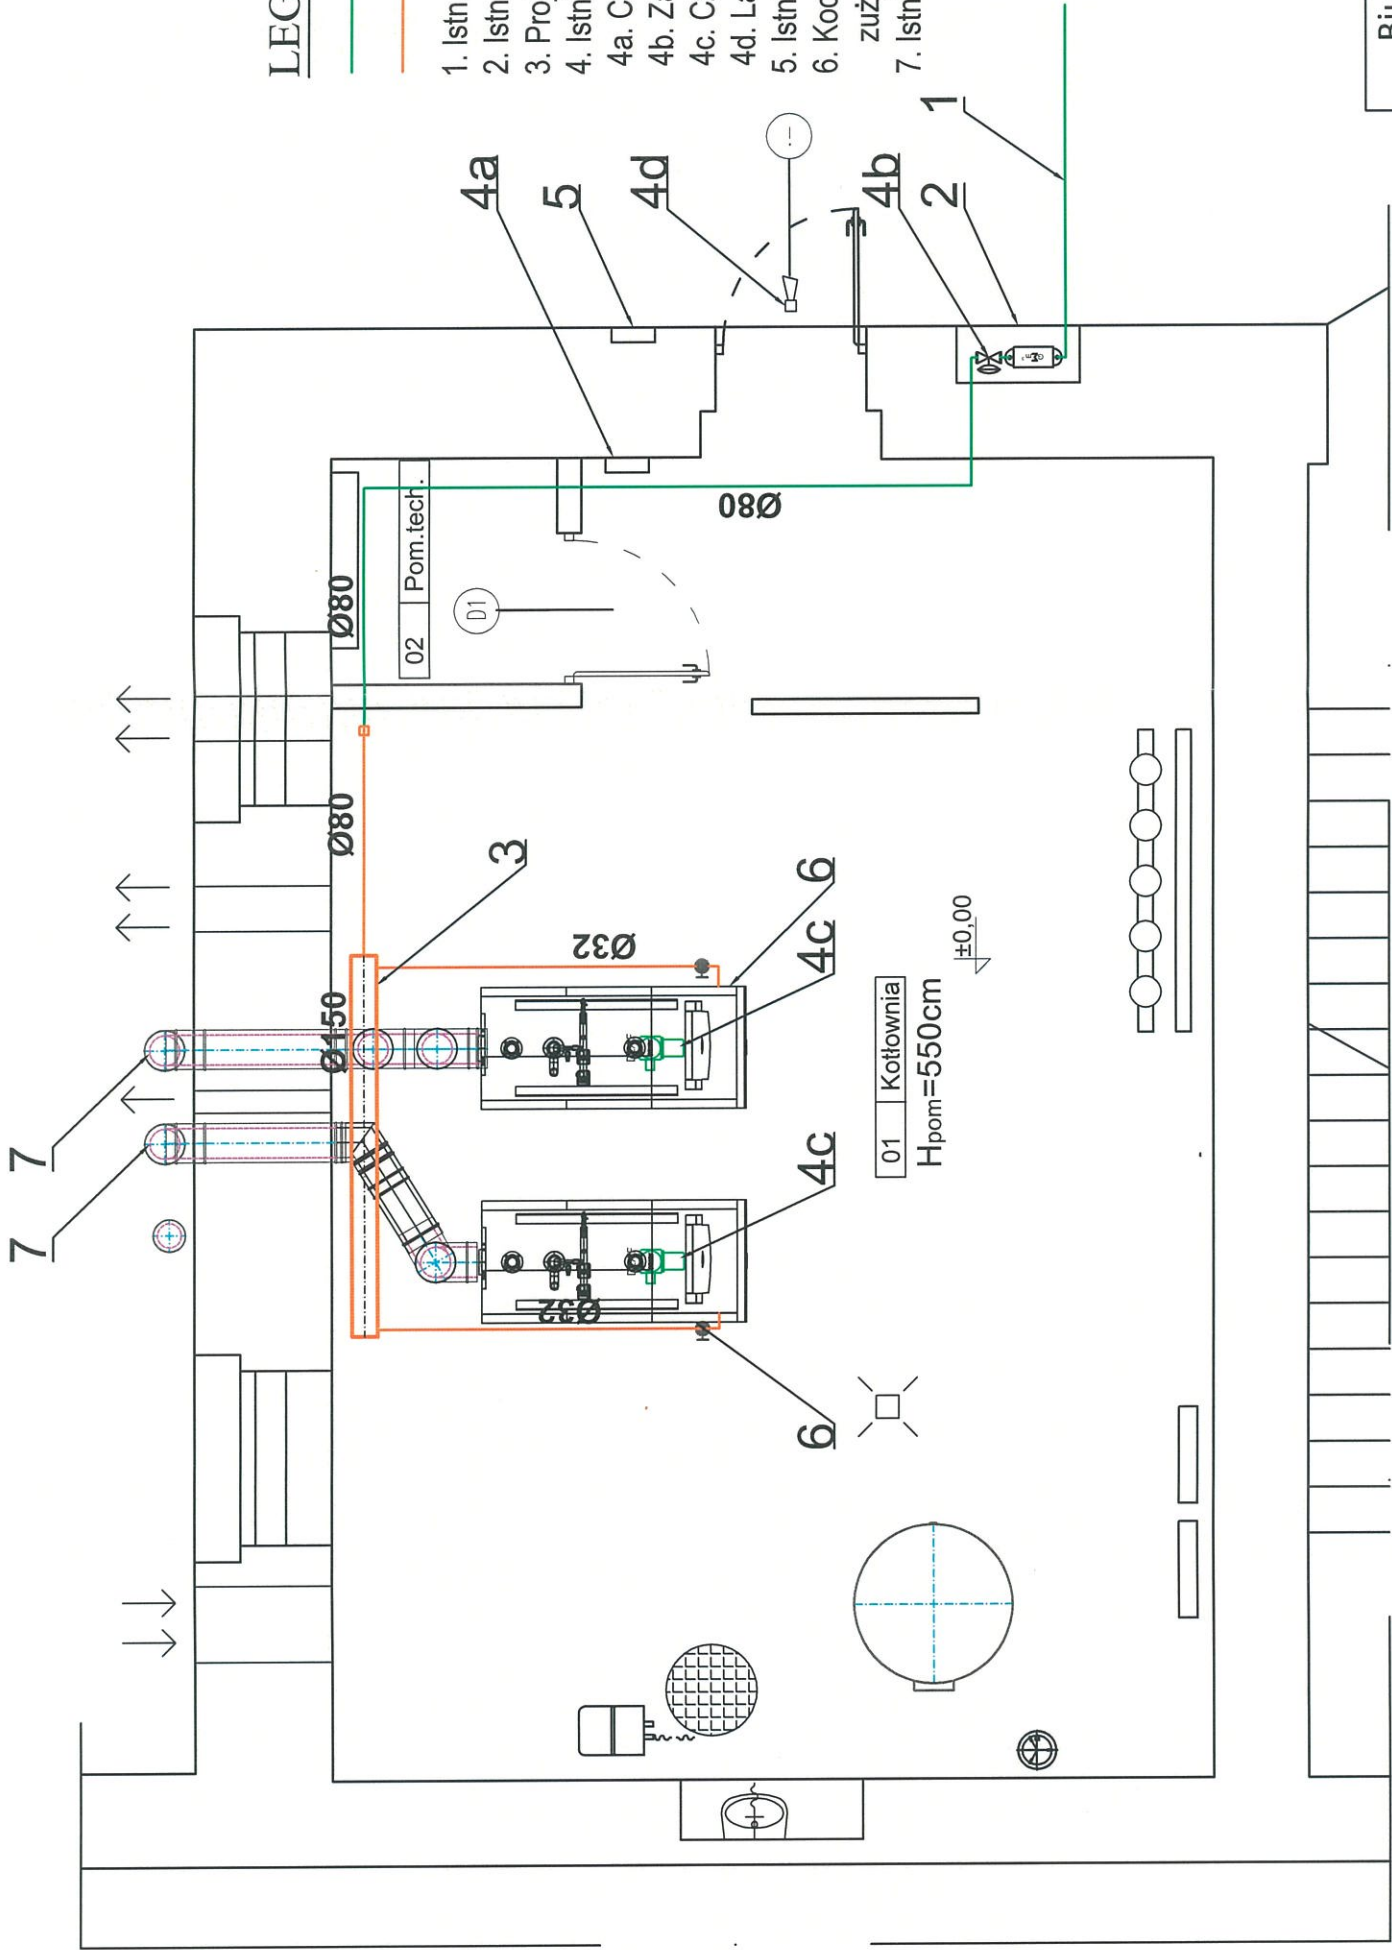 LEG
1. Istn
2. Istn
3. Proj
4. Istn
4a. C
4b. Za
4c. C
4d. La
5. Istn
6. Koc
zuż
7. Istn
4a
5
4d
4b
2
1
Ø80
02 Pom.tech.
D1
Ø80
Ø80
3
6
4c
Ø32
Ø150
7
7
01 Kotłownia
Hpom=550cm
±0,00
4c
Ø32
6